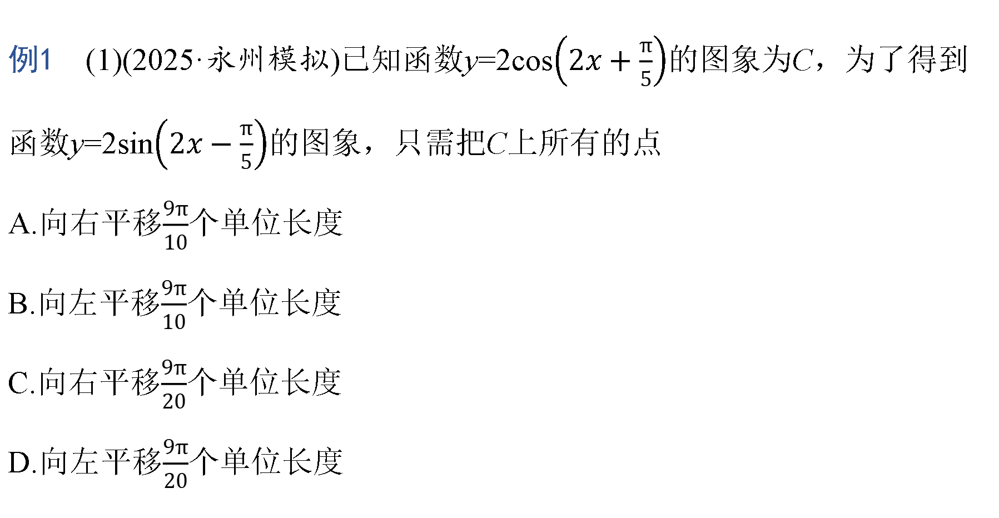 例1 (1)(2025·永州模拟)已知函数y=2cos(2x + π/5)的图象为C，为了得到
函数y=2sin(2x − π/5)的图象，只需把C上所有的点
A.向右平移9π/10个单位长度
B.向左平移9π/10个单位长度
C.向右平移9π/20个单位长度
D.向左平移9π/20个单位长度